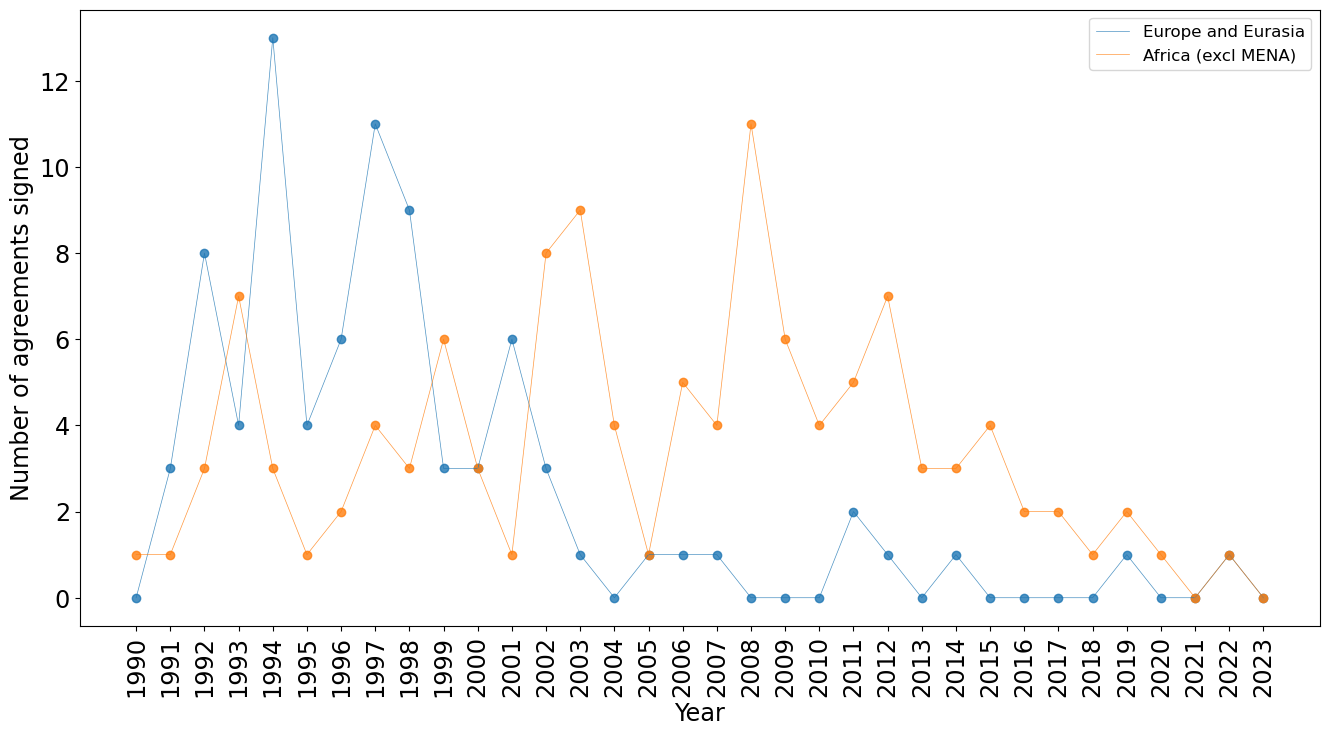 Europe and Eurasia
Africa (excl MENA)
Number of agreements signed
12
10
8
6
4
2
0
1990 1991 1992 1993 1994 1995 1996 1997 1998 1999 2000 2001 2002 2003 2004 2005 2006 2007 2008 2009 2010 2011 2012 2013 2014 2015 2016 2017 2018 2019 2020 2021 2022 2023
Year